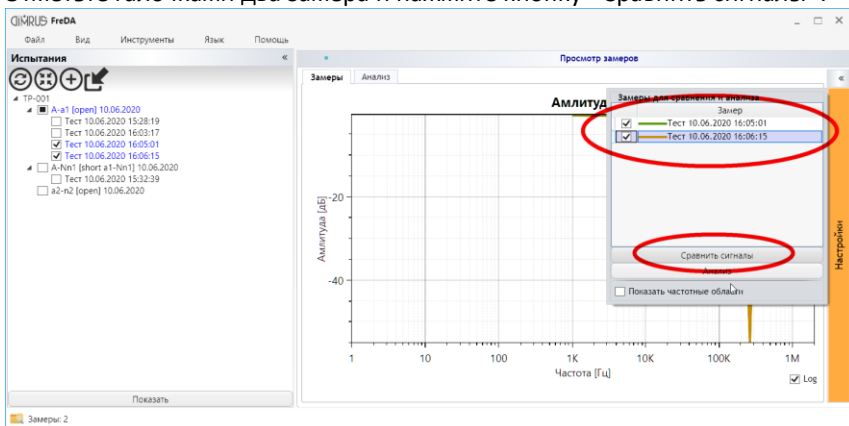 Отметьте галочками два замера и нажмите кнопку "Сравнить сигналы".
DIMRUS FreDA
Файл Вид Инструменты Язык Помощь
Испытания «
Просмотр замеров
Замеры Анализ «
TP-001
A-a1 [open] 10.06.2020
Тест 10.06.2020 15:28:19
Тест 10.06.2020 16:03:17
Тест 10.06.2020 16:05:01
Тест 10.06.2020 16:06:15
A-Nn1 [short a1-Nn1] 10.06.2020
Тест 10.06.2020 15:32:39
a2-n2 [open] 10.06.2020
Показать
Замеры: 2
Амлитуд
Амлитуда [дБ]
-20
-40
1 10 100 1K 10K 100K 1M
Частота [Гц]
Log
Замеры для сравнения и анализа
Замер
Тест 10.06.2020 16:05:01
Тест 10.06.2020 16:06:15
Сравнить сигналы
Анализ
Показать частотные области
Настройки